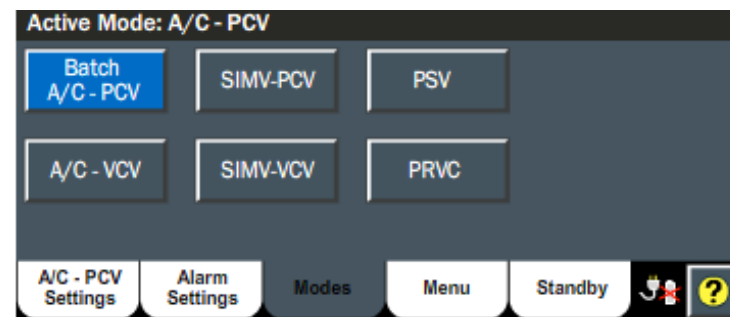 Active Mode: A/C - PCV
Batch
A/C - PCV
SIMV-PCV
PSV
A/C - VCV
SIMV-VCV
PRVC
A/C - PCV
Settings
Alarm
Settings
Modes
Menu
Standby
?